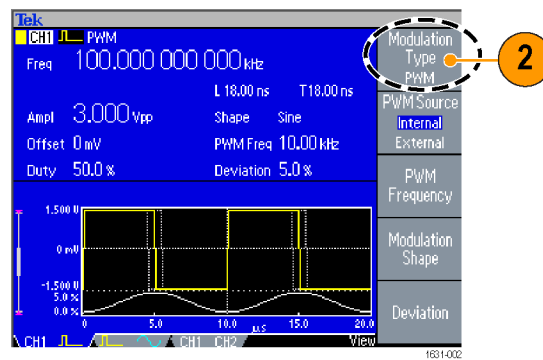 Tek
CH1 PWM
Freq 100.000 000 000 kHz
L 18.00 ns T18.00 ns
Ampl 3.000 Vpp Shape Sine
Offset 0 mV PWM Freq 10.00 kHz
Duty 50.0 % Deviation 5.0 %
Modulation
Type
PWM
2
PWM Source
Internal
External
PWM
Frequency
Modulation
Shape
Deviation
1.500 V
0 mV
-1.500 V
5.0 %
0.0 %
0 5.0 10.0 µs 15.0 20.0
CH1 CH1 CH2 View
1631-002